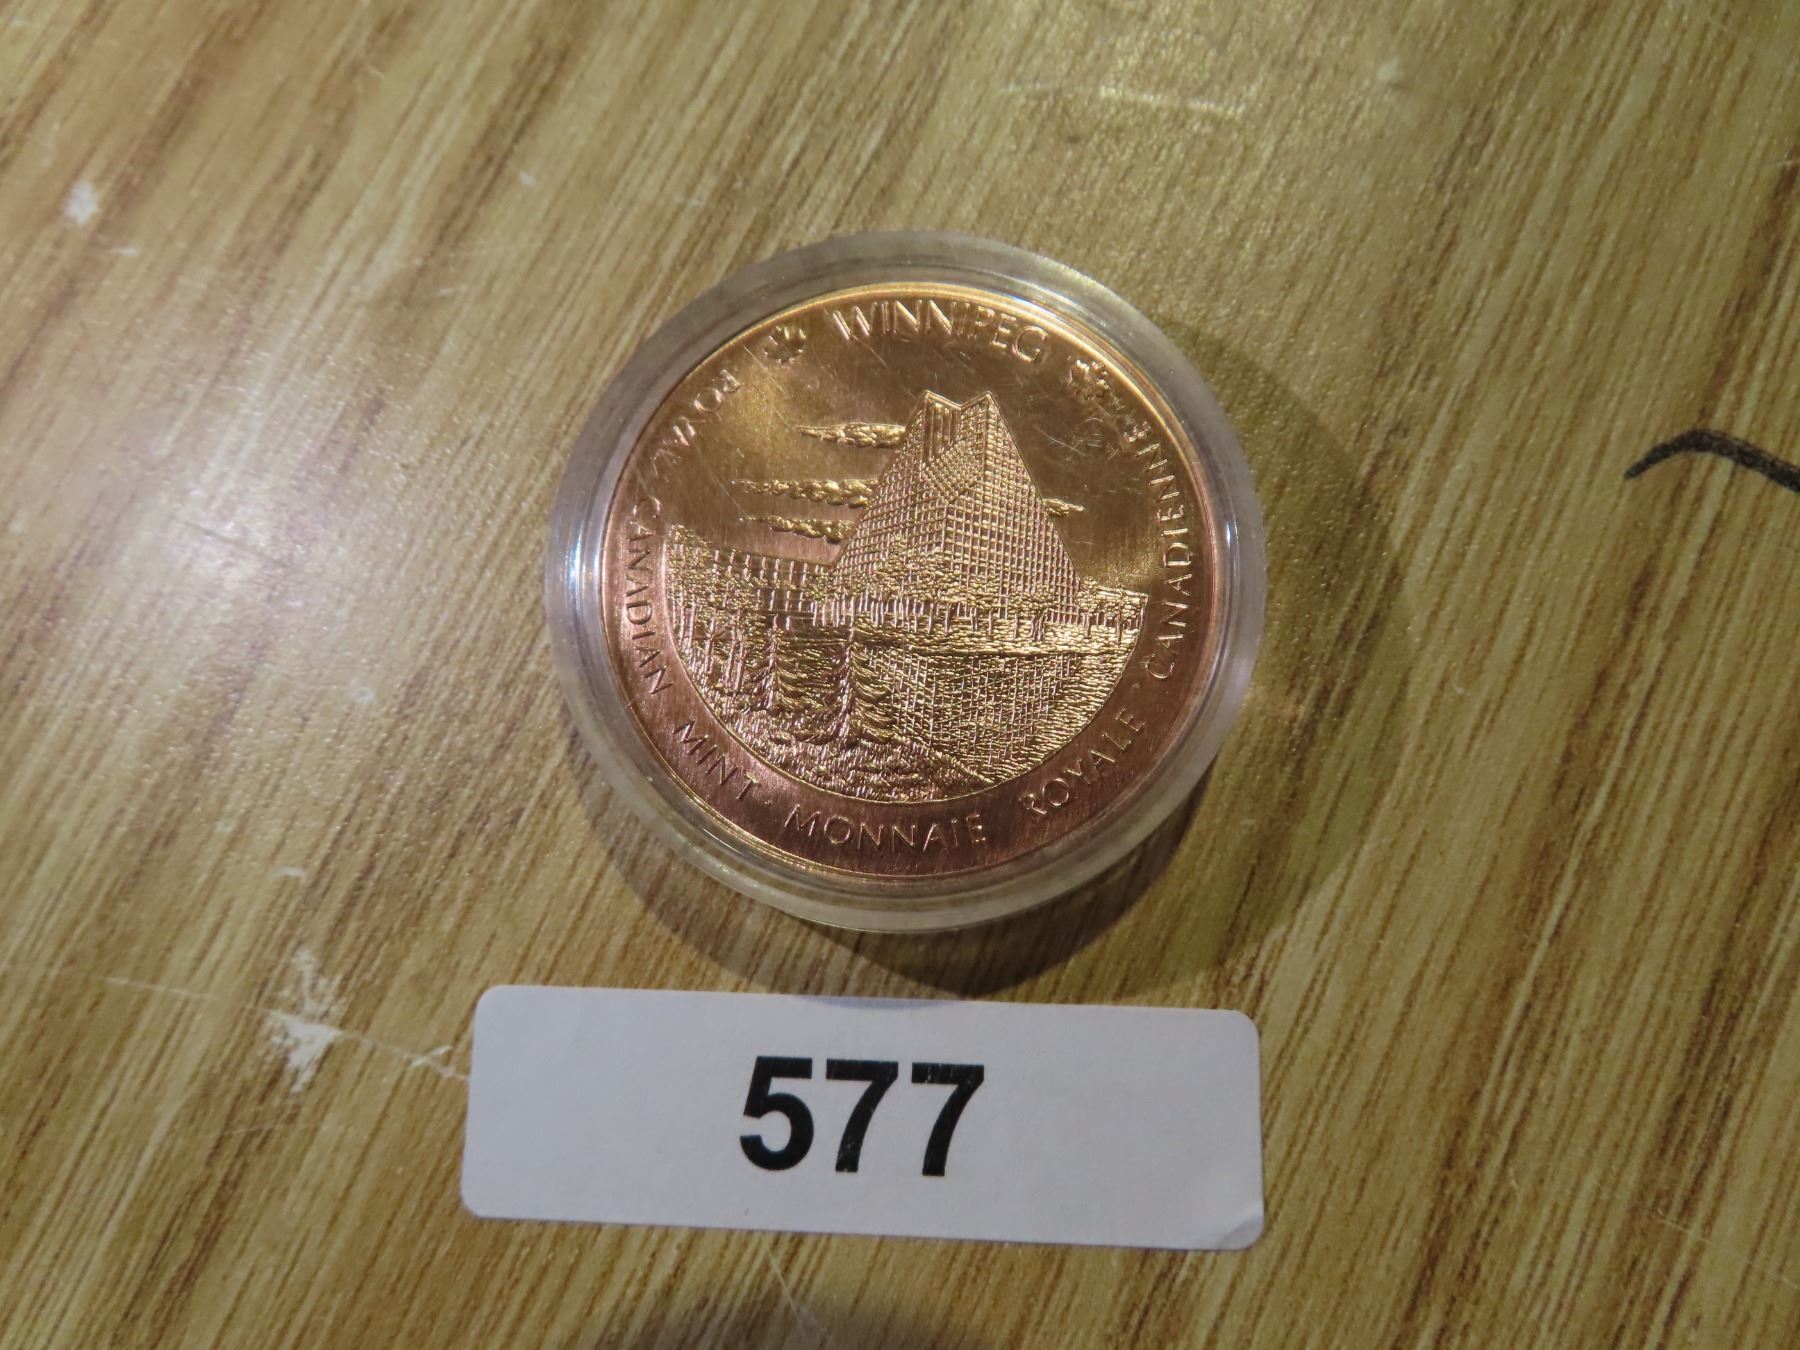 WINNIPEG
ROYAL CANADIAN MINT · MONNAIE ROYALE CANADIENNE
577